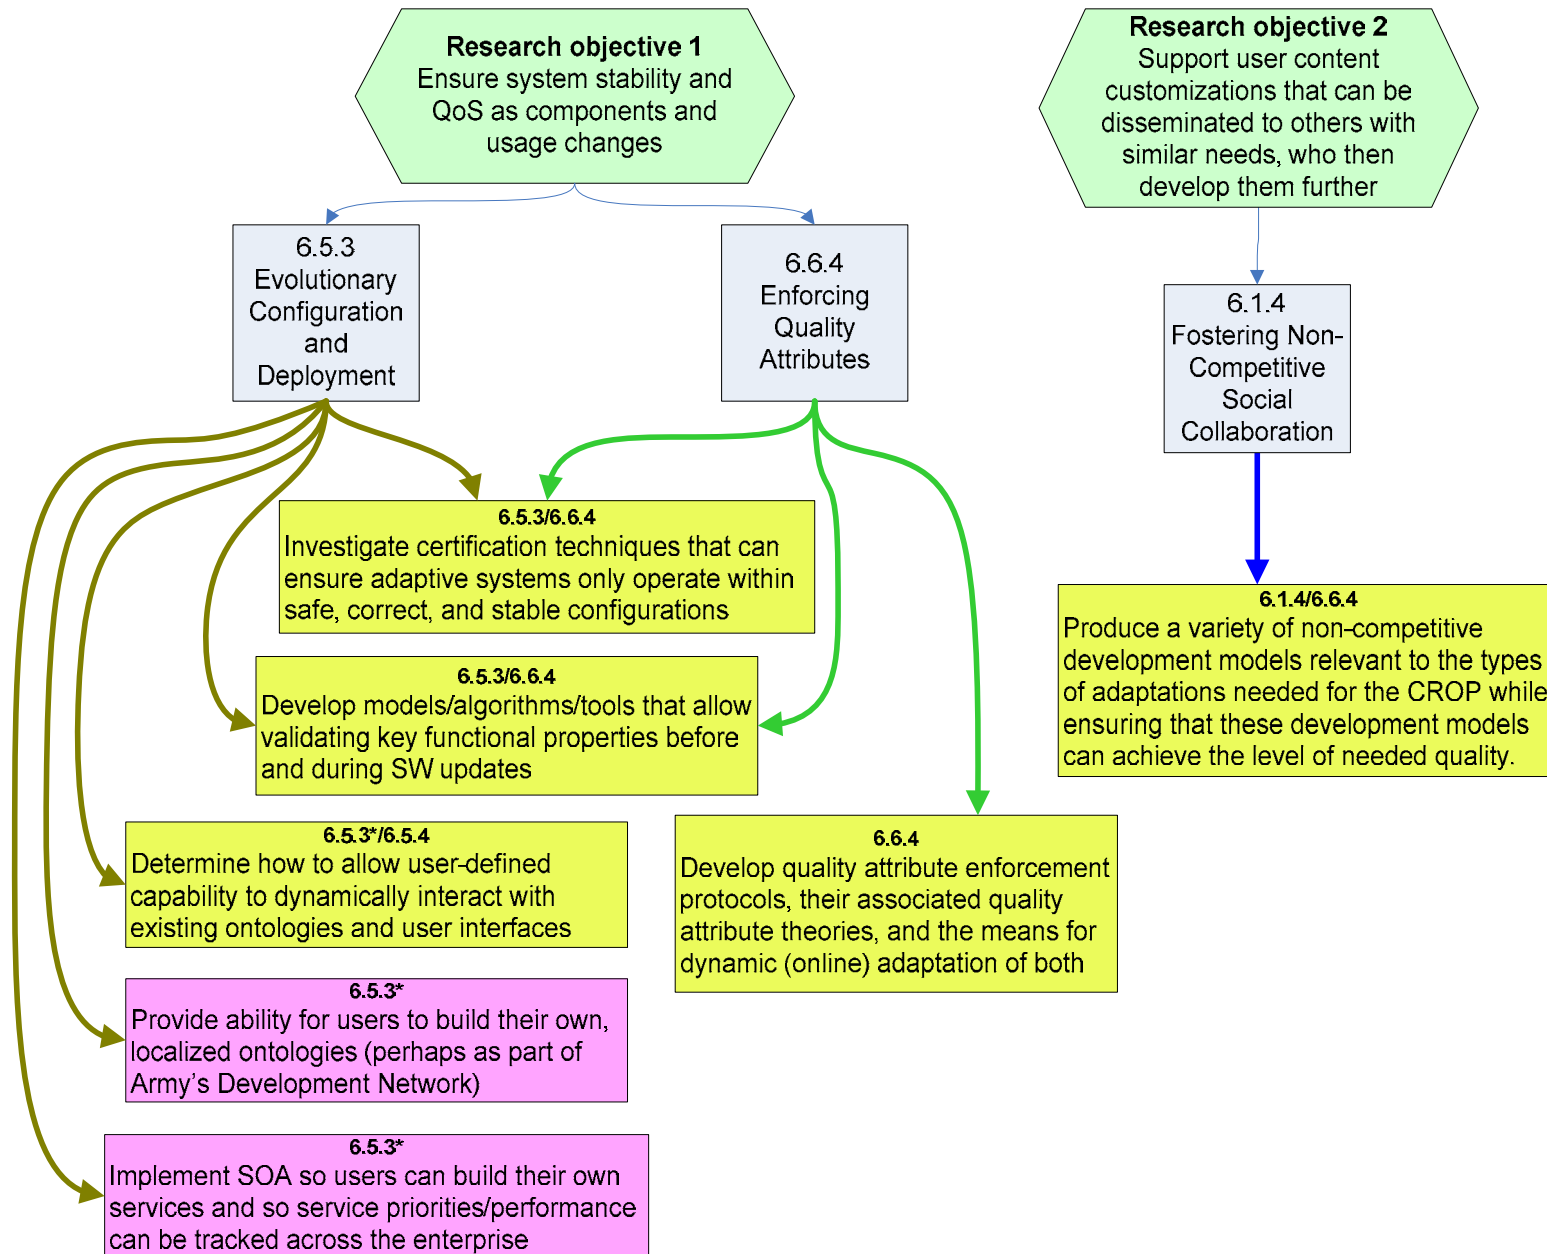 Research objective 1
Ensure system stability and
QoS as components and
usage changes
Research objective 2
Support user content
customizations that can be
disseminated to others with
similar needs, who then
develop them further
6.5.3
Evolutionary
Configuration
and
Deployment
6.6.4
Enforcing
Quality
Attributes
6.1.4
Fostering Non-
Competitive
Social
Collaboration
6.5.3/6.6.4
Investigate certification techniques that can
ensure adaptive systems only operate within
safe, correct, and stable configurations
6.1.4/6.6.4
Produce a variety of non-competitive
development models relevant to the types
of adaptations needed for the CROP while
ensuring that these development models
can achieve the level of needed quality.
6.5.3/6.6.4
Develop models/algorithms/tools that allow
validating key functional properties before
and during SW updates
6.5.3*/6.5.4
Determine how to allow user-defined
capability to dynamically interact with
existing ontologies and user interfaces
6.6.4
Develop quality attribute enforcement
protocols, their associated quality
attribute theories, and the means for
dynamic (online) adaptation of both
6.5.3*
Provide ability for users to build their own,
localized ontologies (perhaps as part of
Army's Development Network)
6.5.3*
Implement SOA so users can build their own
services and so service priorities/performance
can be tracked across the enterprise